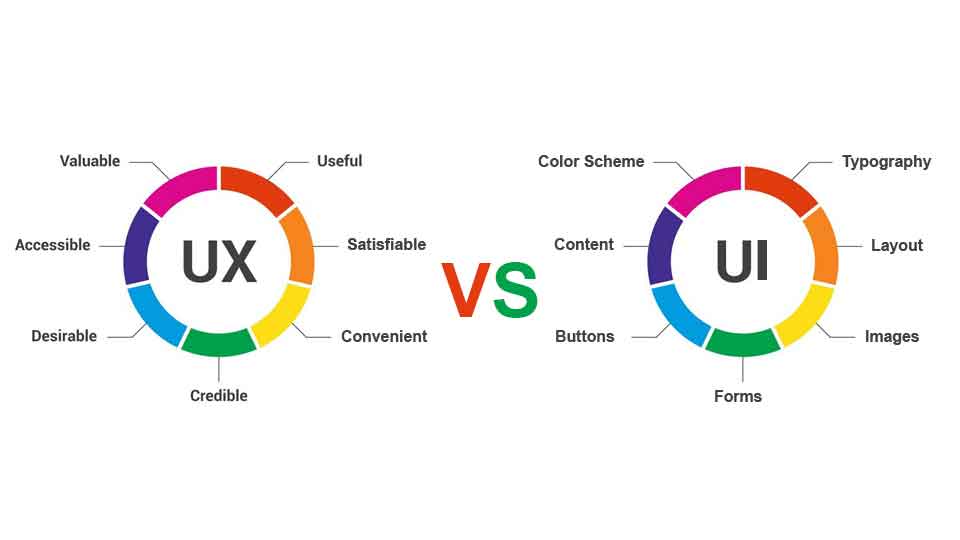 Valuable
Useful
Accessible
UX
Satisfiable
Desirable
Convenient
Credible
VS
Color Scheme
Typography
Content
UI
Layout
Buttons
Images
Forms